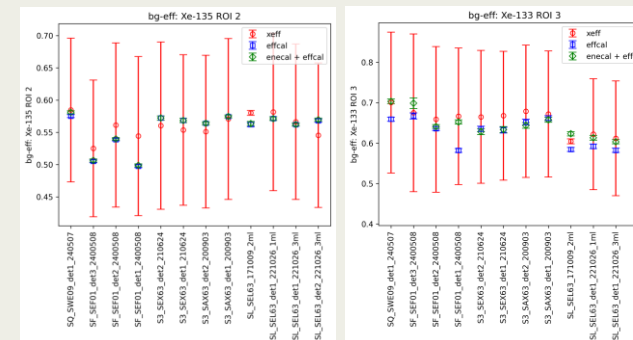 bg-eff: Xe-135 ROI 2
xeff
effcal
enecal + effcal
bg-eff: Xe-135 ROI 2
0.70
0.65
0.60
0.55
0.50
0.45
SQ_SWE09_det1_240507
SF_SEF01_det3_2400508
SF_SEF01_det2_2400508
SF_SEF01_det1_2400508
S3_SEX63_det2_210624
S3_SEX63_det1_210624
S3_SAX63_det2_200903
S3_SAX63_det1_200903
SL_SEL63_171009_2ml
SL_SEL63_det1_221026_1ml
SL_SEL63_det1_221026_3ml
SL_SEL63_det2_221026_3ml
bg-eff: Xe-133 ROI 3
xeff
effcal
enecal + effcal
bg-eff: Xe-133 ROI 3
0.8
0.7
0.6
0.5
0.4
SQ_SWE09_det1_240507
SF_SEF01_det3_2400508
SF_SEF01_det2_2400508
SF_SEF01_det1_2400508
S3_SEX63_det2_210624
S3_SEX63_det1_210624
S3_SAX63_det2_200903
S3_SAX63_det1_200903
SL_SEL63_171009_2ml
SL_SEL63_det1_221026_1ml
SL_SEL63_det1_221026_3ml
SL_SEL63_det2_221026_3ml